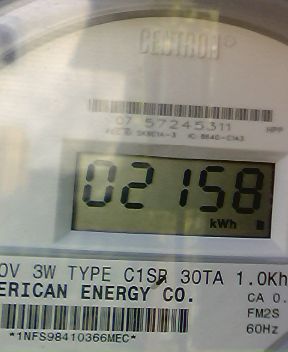 CENTRON
07 57245311
HPP
02158
kWh
0V 3W TYPE C1SR 30TA 1.0Kh
ERICAN ENERGY CO.
CA 0.
FM2S
60Hz
*1NFS98410366MEC*